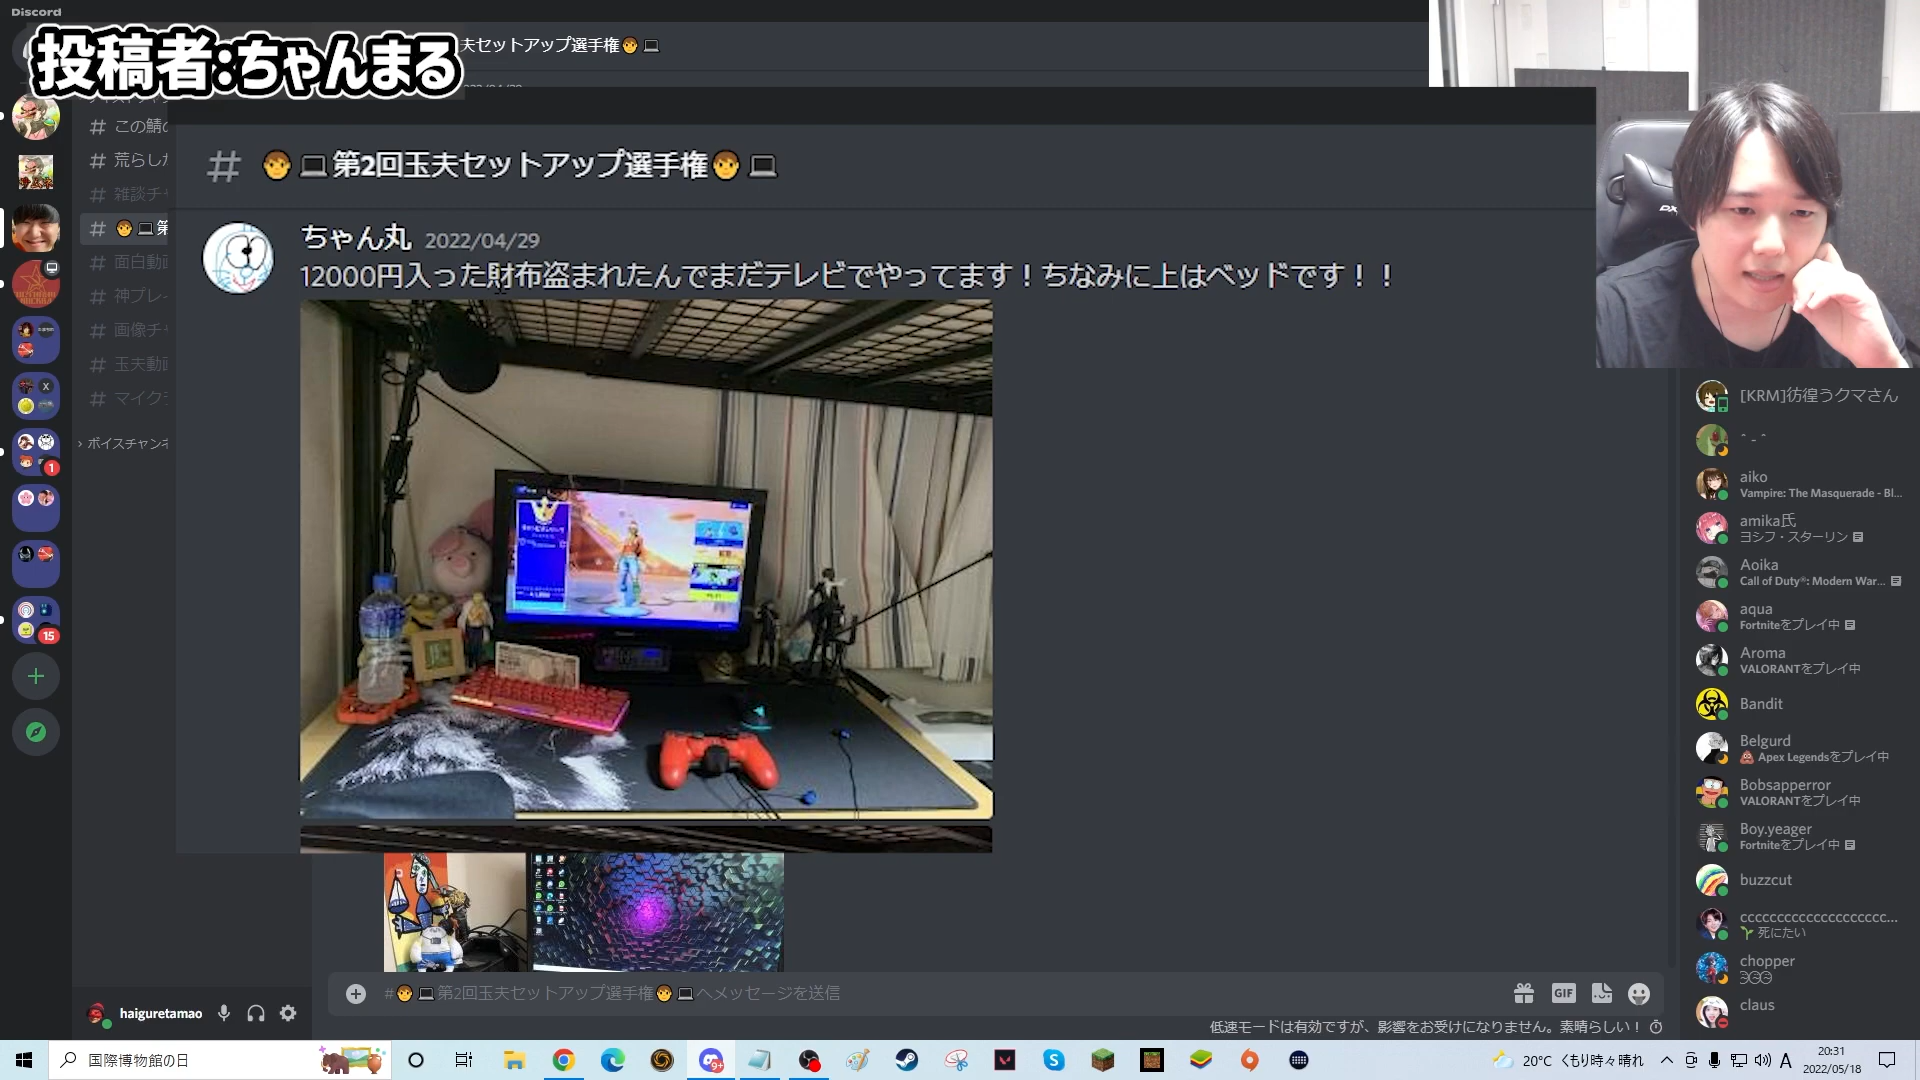 Discord
投稿者:ちゃんまる
夫セットアップ選手権
この鯖
荒らし
雑談チ
第
面白動画
神プレイ
画像チ
玉夫動画
マイク
ボイスチャン
第2回玉夫セットアップ選手権
ちゃん丸 2022/04/29
12000円入った財布盗まれたんでまだテレビでやってます！ちなみに上はベッドです！！
[KRM]彷徨うクマさん
^ - ^
aiko
Vampire: The Masquerade - Bl...
amika氏
ヨシフ・スターリン
Aoika
Call of Duty®: Modern War...
aqua
Fortniteをプレイ中
Aroma
VALORANTをプレイ中
Bandit
Belgurd
Apex Legendsをプレイ中
Bobsapperror
VALORANTをプレイ中
Boy.yeager
Fortniteをプレイ中
buzzcut
cccccccccccccccccccc...
死にたい
chopper
claus
1
15
haiguretamao
#第2回玉夫セットアップ選手権へメッセージを送信
GIF
低速モードは有効ですが、影響をお受けになりません。素晴らしい！
国際博物館の日
9+
20°C くもり時々晴れ
A
20:31
2022/05/18